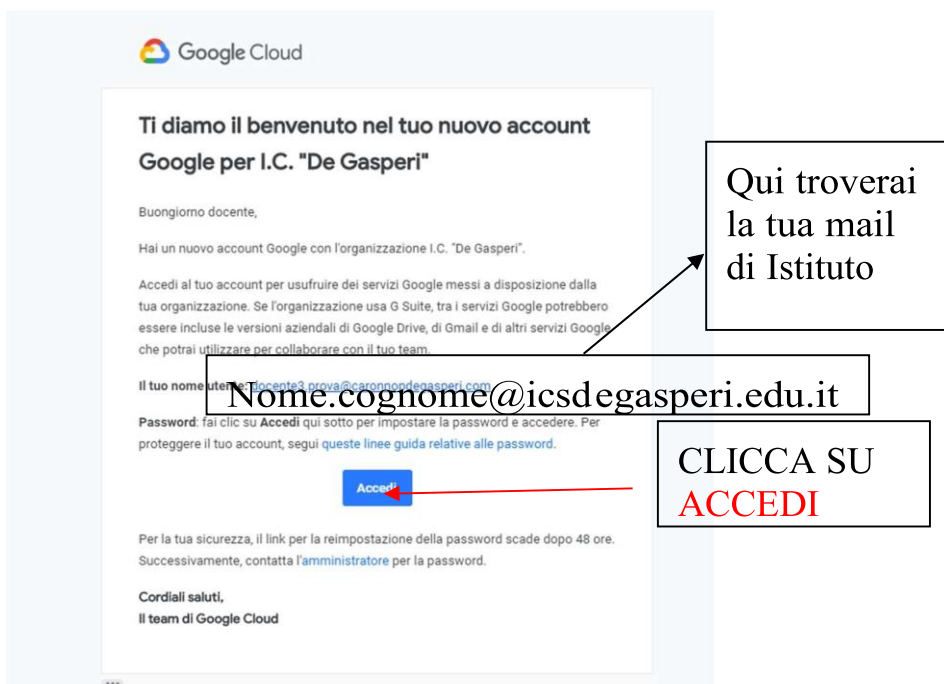 Google Cloud
Ti diamo il benvenuto nel tuo nuovo account
Google per I.C. "De Gasperi"
Buongiorno docente,
Hai un nuovo account Google con l'organizzazione I.C. "De Gasperi".
Accedi al tuo account per usufruire dei servizi Google messi a disposizione dalla
tua organizzazione. Se l'organizzazione usa G Suite, tra i servizi Google potrebbero
essere incluse le versioni aziendali di Google Drive, di Gmail e di altri servizi Google
che potrai utilizzare per collaborare con il tuo team.
Qui troverai
la tua mail
di Istituto
Il tuo nome utente: docente3.prova@caronnopdegasperi.com
Nome.cognome@icsdegasperi.edu.it
Password: fai clic su Accedi qui sotto per impostare la password e accedere. Per
proteggere il tuo account, segui queste linee guida relative alle password.
Accedi
CLICCA SU
ACCEDI
Per la tua sicurezza, il link per la reimpostazione della password scade dopo 48 ore.
Successivamente, contatta l'amministratore per la password.
Cordiali saluti,
Il team di Google Cloud